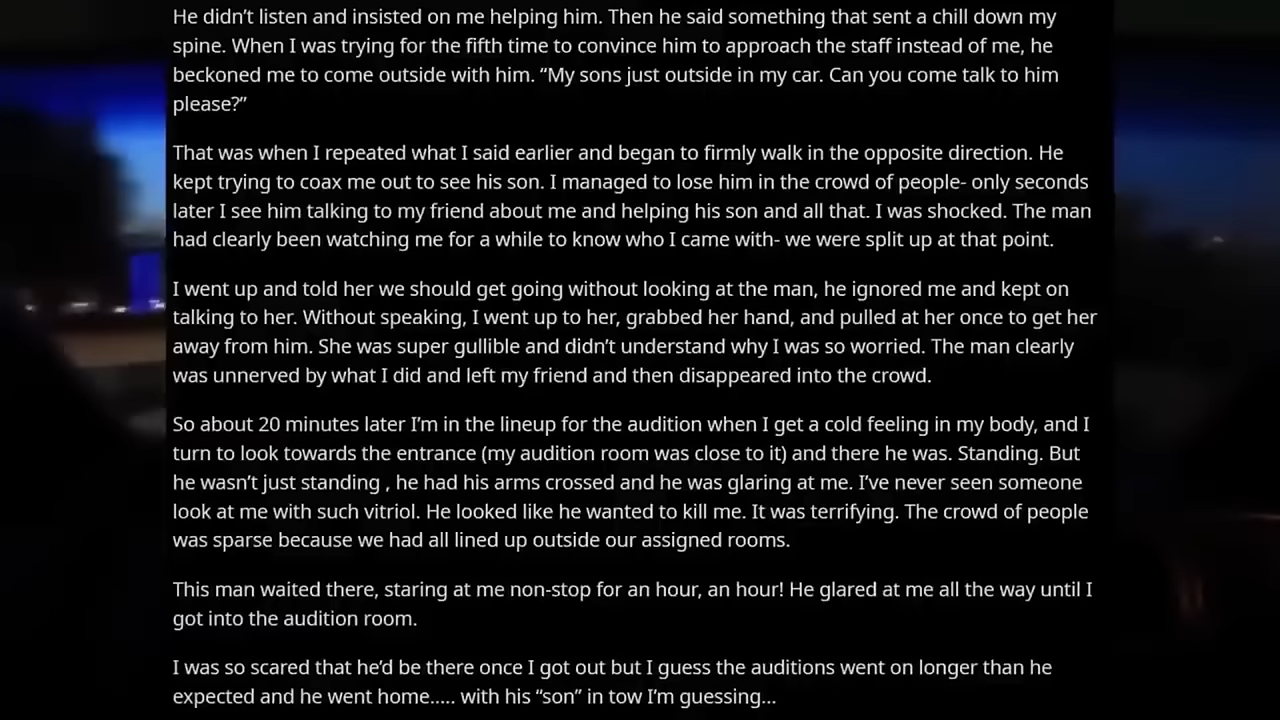 He didn’t listen and insisted on me helping him. Then he said something that sent a chill down my
spine. When I was trying for the fifth time to convince him to approach the staff instead of me, he
beckoned me to come outside with him. “My sons just outside in my car. Can you come talk to him
please?”
That was when I repeated what I said earlier and began to firmly walk in the opposite direction. He
kept trying to coax me out to see his son. I managed to lose him in the crowd of people- only seconds
later I see him talking to my friend about me and helping his son and all that. I was shocked. The man
had clearly been watching me for a while to know who I came with- we were split up at that point.
I went up and told her we should get going without looking at the man, he ignored me and kept on
talking to her. Without speaking, I went up to her, grabbed her hand, and pulled at her once to get her
away from him. She was super gullible and didn’t understand why I was so worried. The man clearly
was unnerved by what I did and left my friend and then disappeared into the crowd.
So about 20 minutes later I’m in the lineup for the audition when I get a cold feeling in my body, and I
turn to look towards the entrance (my audition room was close to it) and there he was. Standing. But
he wasn’t just standing , he had his arms crossed and he was glaring at me. I’ve never seen someone
look at me with such vitriol. He looked like he wanted to kill me. It was terrifying. The crowd of people
was sparse because we had all lined up outside our assigned rooms.
This man waited there, staring at me non-stop for an hour, an hour! He glared at me all the way until I
got into the audition room.
I was so scared that he’d be there once I got out but I guess the auditions went on longer than he
expected and he went home..... with his “son” in tow I’m guessing...